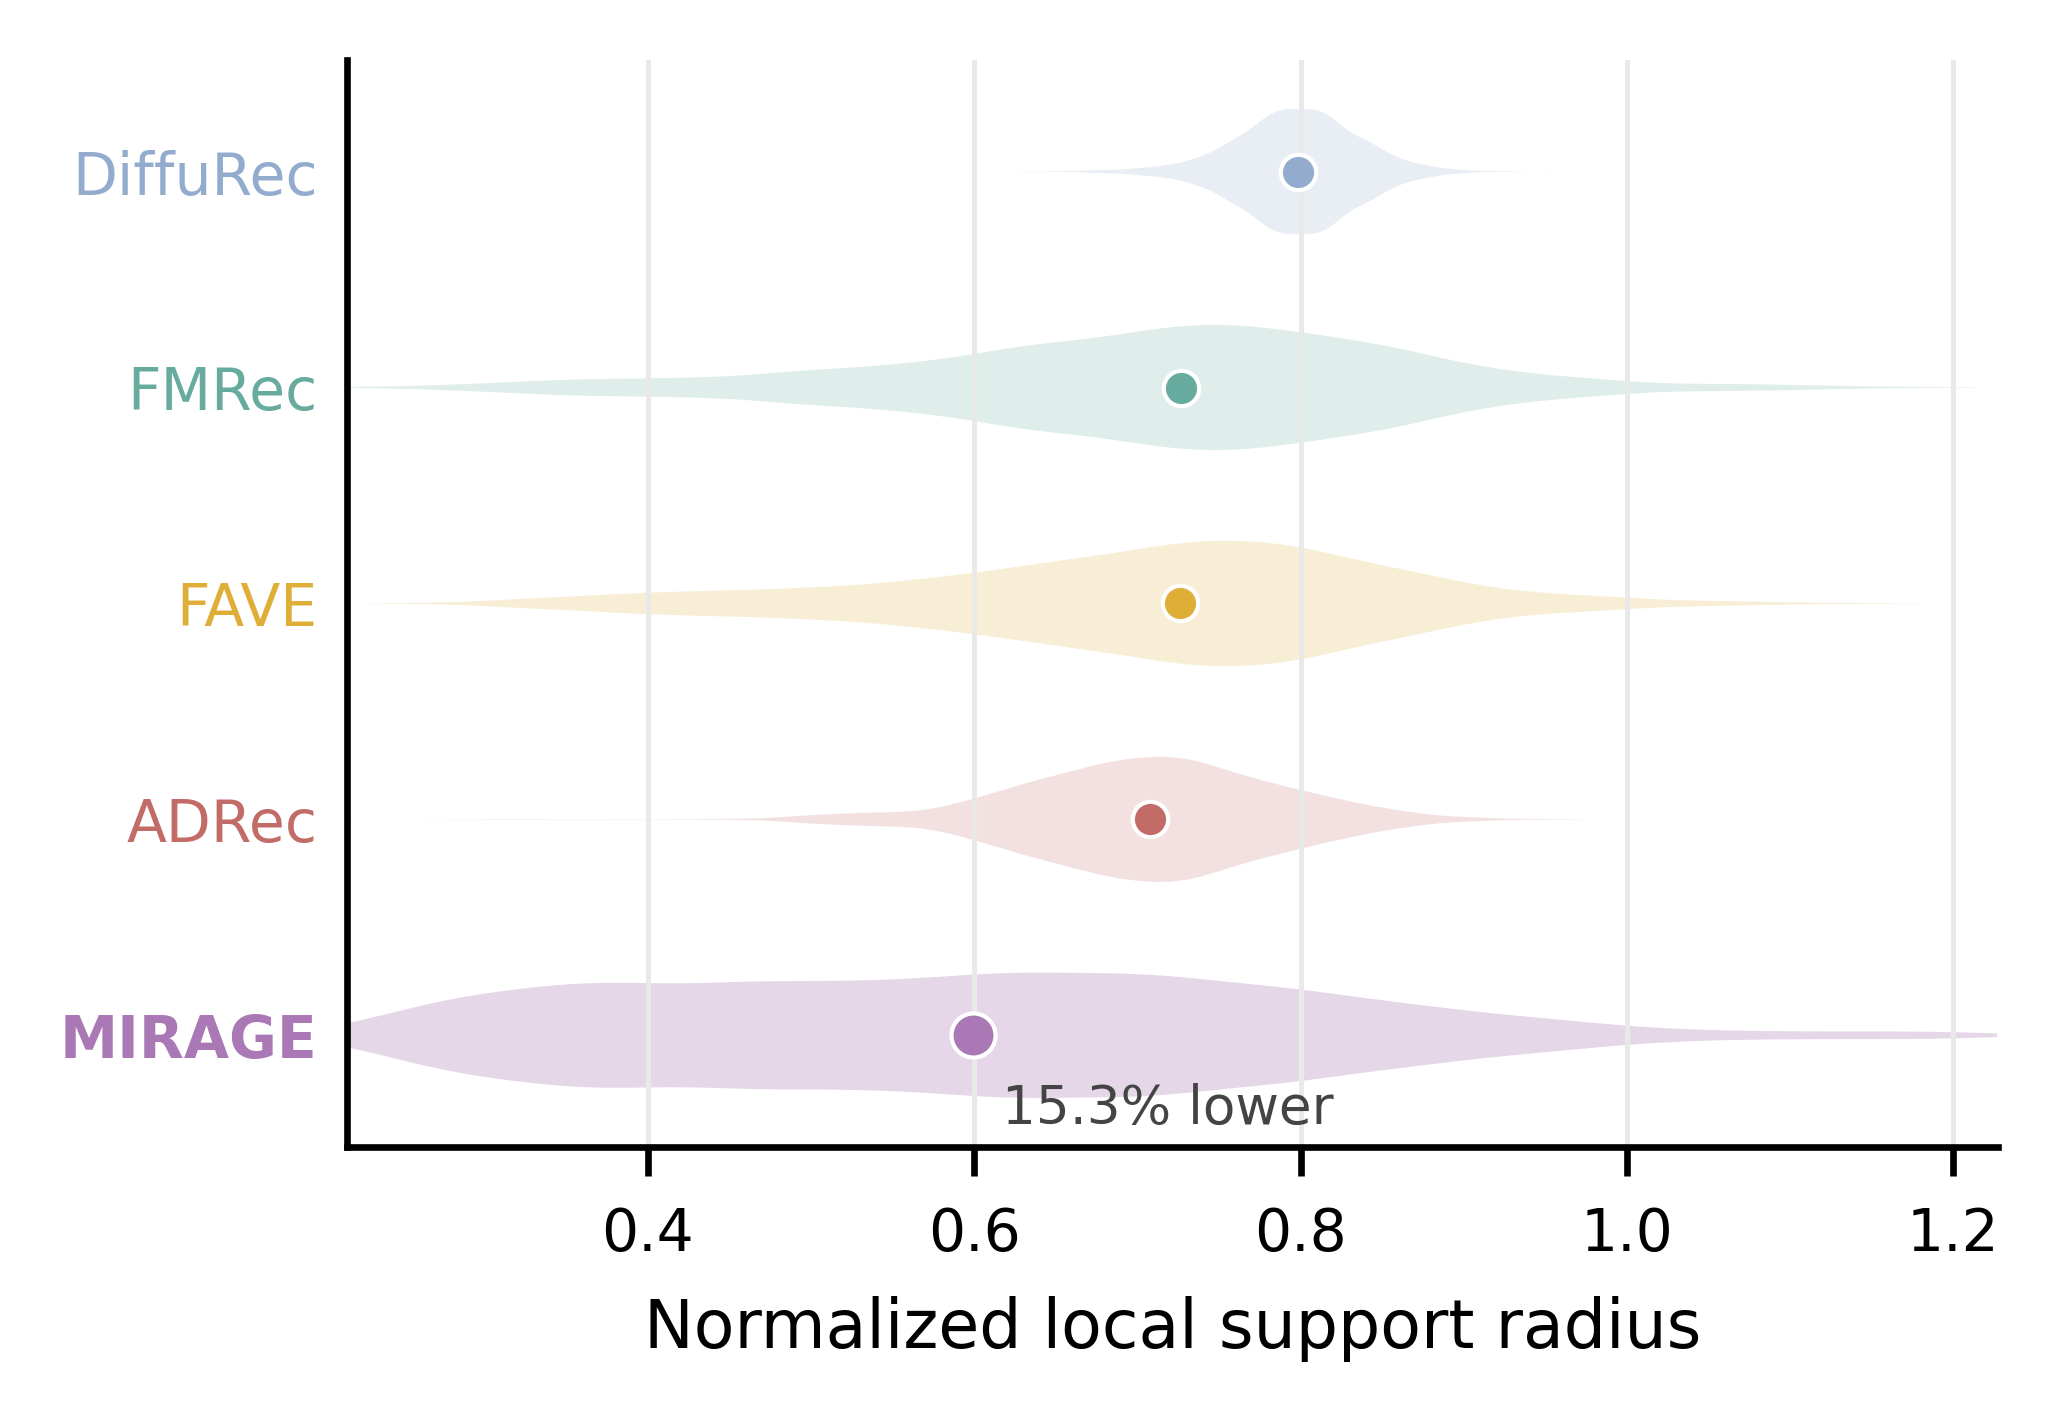 DiffuRec
FMRec
FAVE
ADRec
MIRAGE
15.3% lower
0.4 0.6 0.8 1.0 1.2
Normalized local support radius